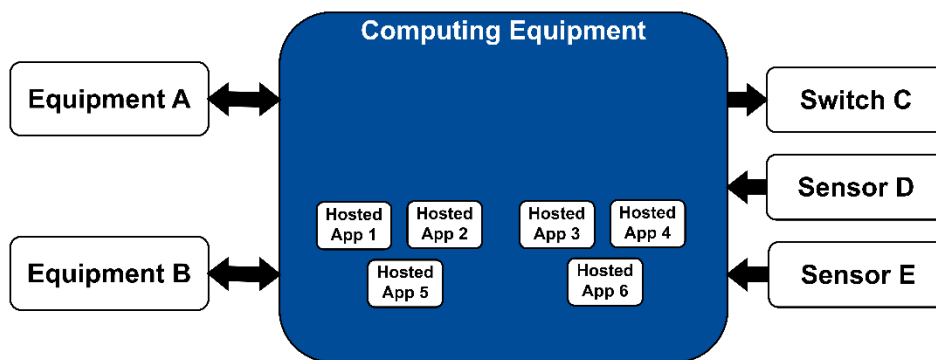 Computing Equipment
Equipment A
Switch C
Sensor D
Hosted
App 1
Hosted
App 2
Hosted
App 3
Hosted
App 4
Equipment B
Hosted
App 5
Hosted
App 6
Sensor E